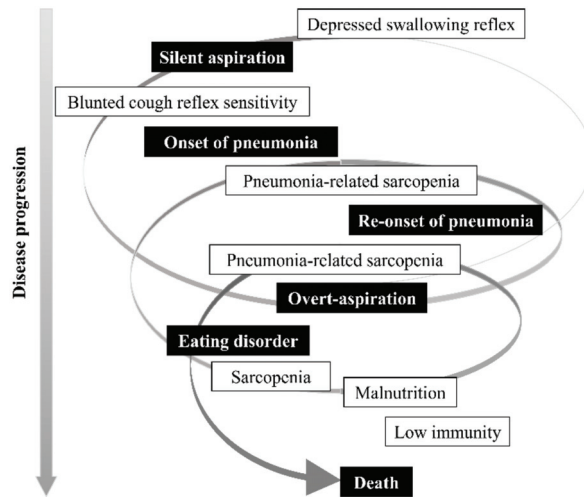 Depressed swallowing reflex
Silent aspiration
Blunted cough reflex sensitivity
Onset of pneumonia
Pneumonia-related sarcopenia
Re-onset of pneumonia
Pneumonia-related sarcopenia
Overt-aspiration
Eating disorder
Sarcopenia
Malnutrition
Low immunity
Death
Disease progression